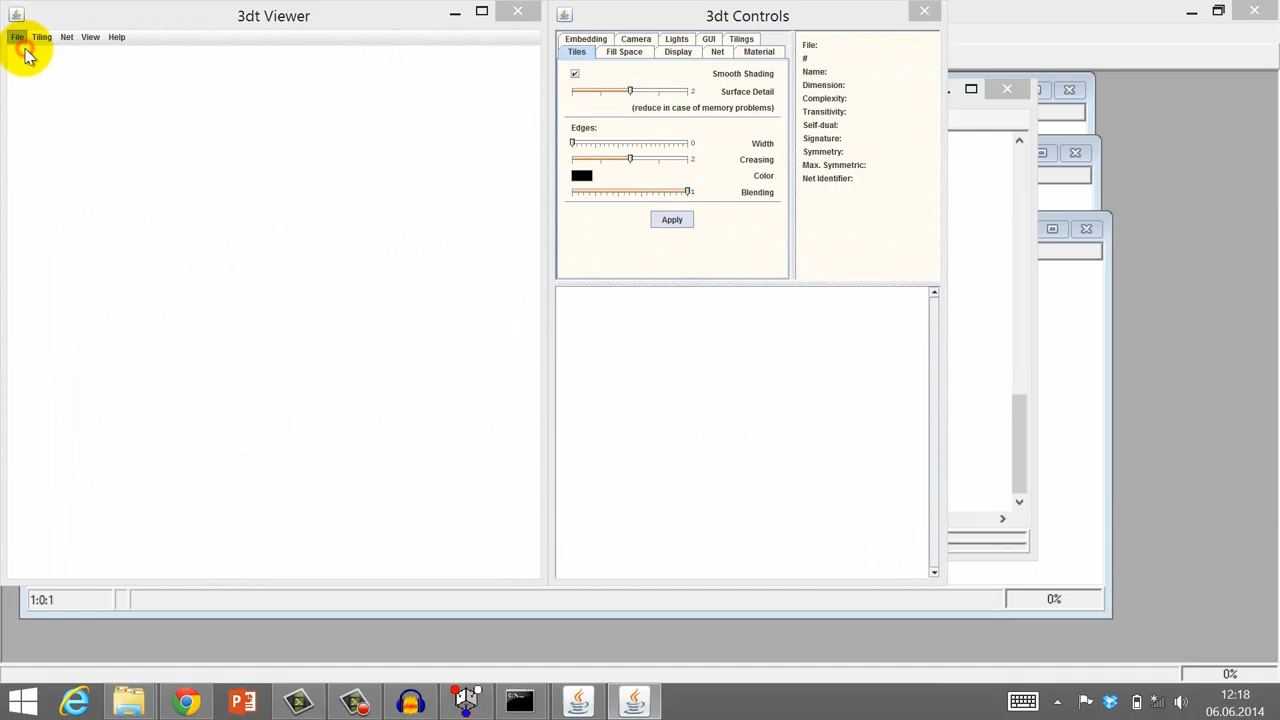 3dt Viewer
File Tiling Net View Help
3dt Controls
Embedding Camera Lights GUI Tilings
Tiles Fill Space Display Net Material
Smooth Shading
2 Surface Detail
(reduce in case of memory problems)
Edges:
0 Width
2 Creasing
Color
1 Blending
Apply
File:
#
Name:
Dimension:
Complexity:
Transitivity:
Self-dual:
Signature:
Symmetry:
Max. Symmetric:
Net Identifier:
1:0:1
0%
0%
12:18
06.06.2014